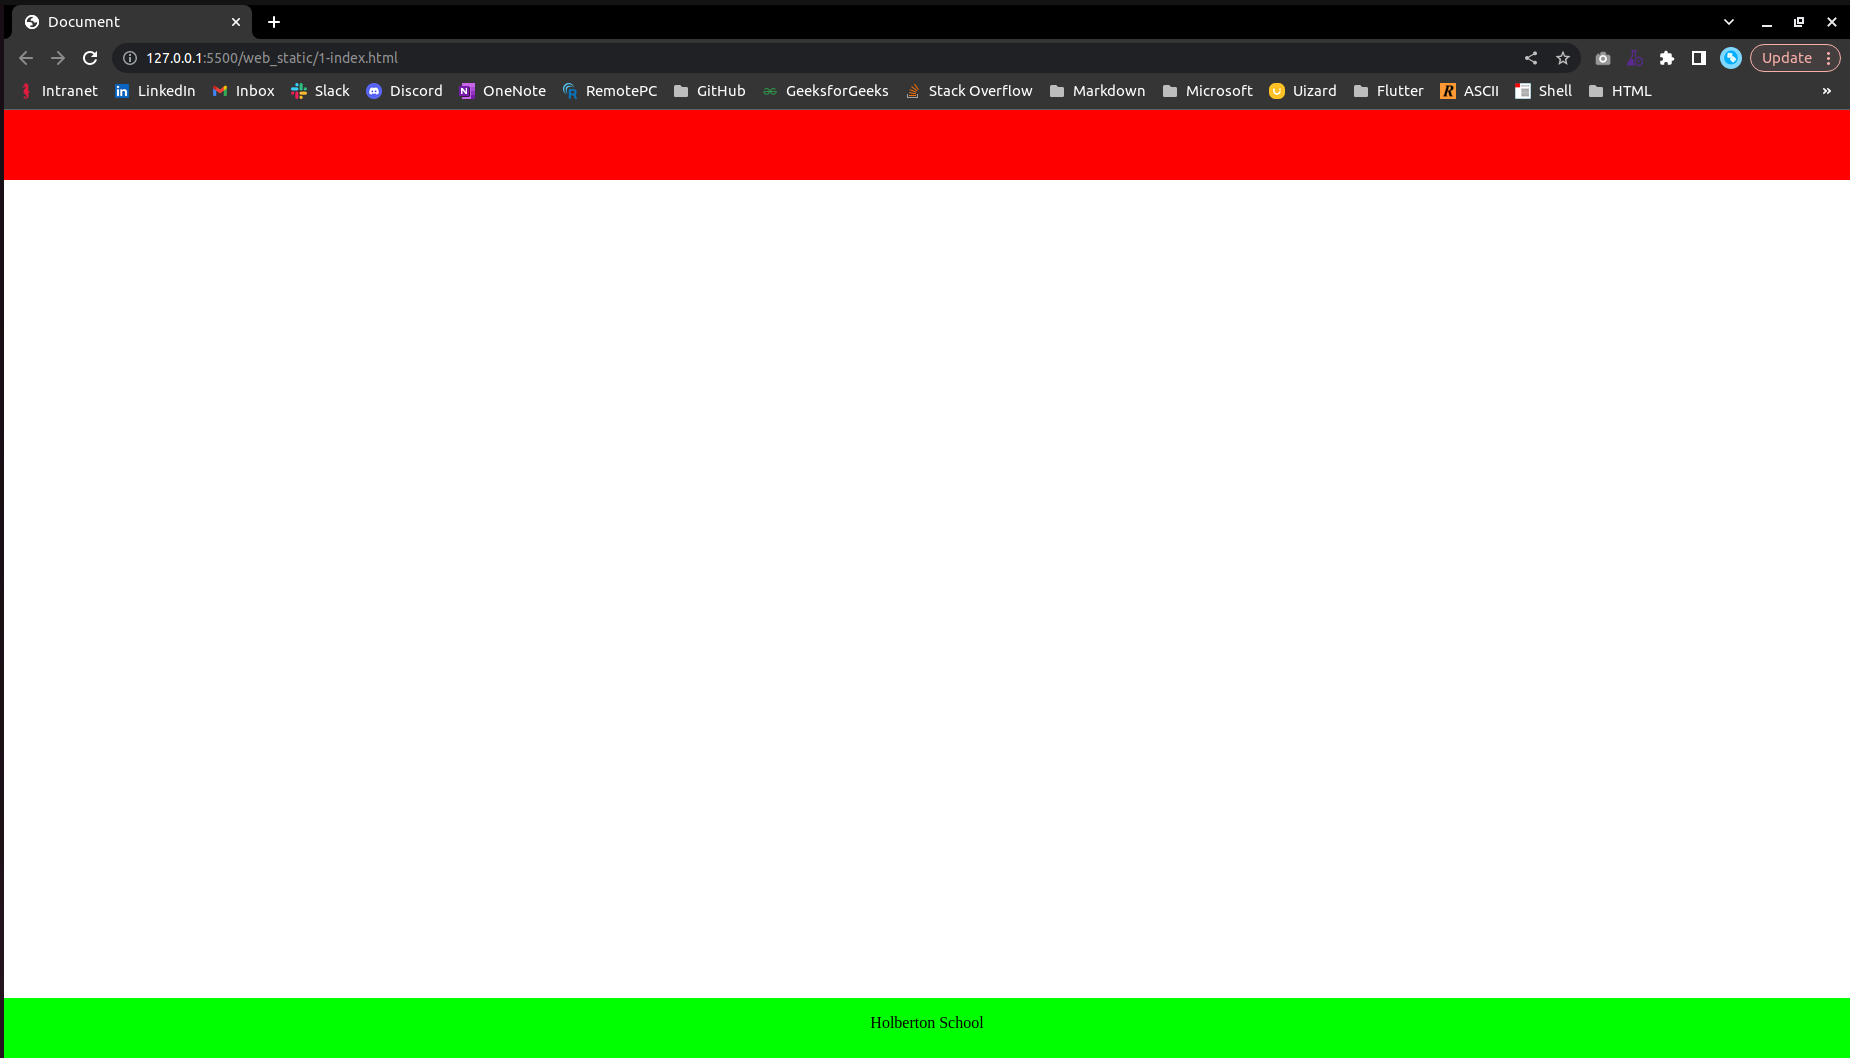 Document
127.0.0.1:5500/web_static/1-index.html
Update
Intranet LinkedIn Inbox Slack Discord OneNote RemotePC GitHub GeeksforGeeks Stack Overflow Markdown Microsoft Uizard Flutter ASCII Shell HTML »
Holberton School